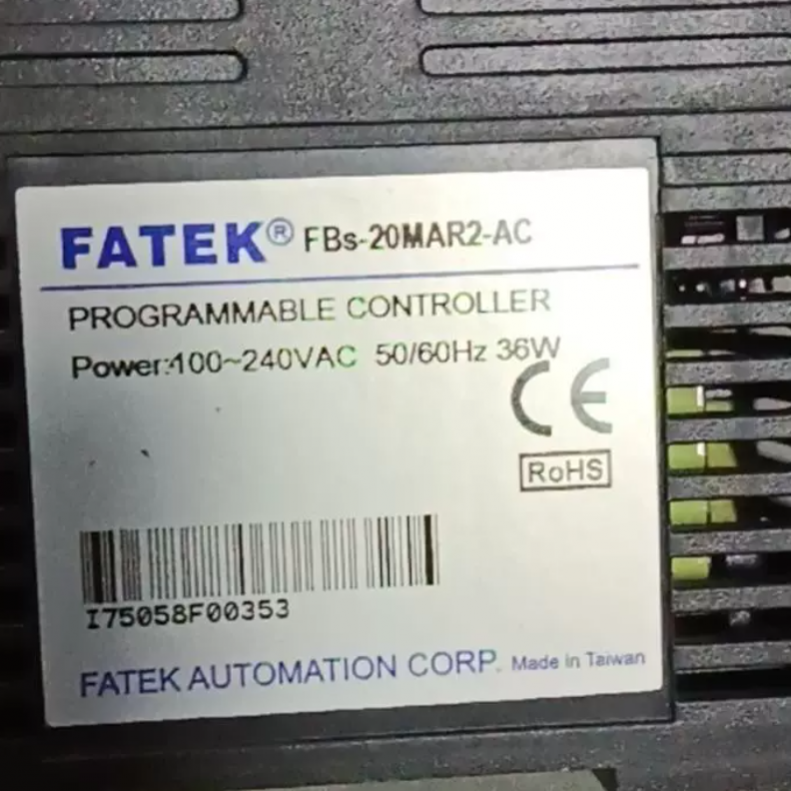 FATEK® FBs-20MAR2-AC
PROGRAMMABLE CONTROLLER
Power:100~240VAC 50/60Hz 36W
CE
RoHS
I75058F00353
FATEK AUTOMATION CORP. Made in Taiwan